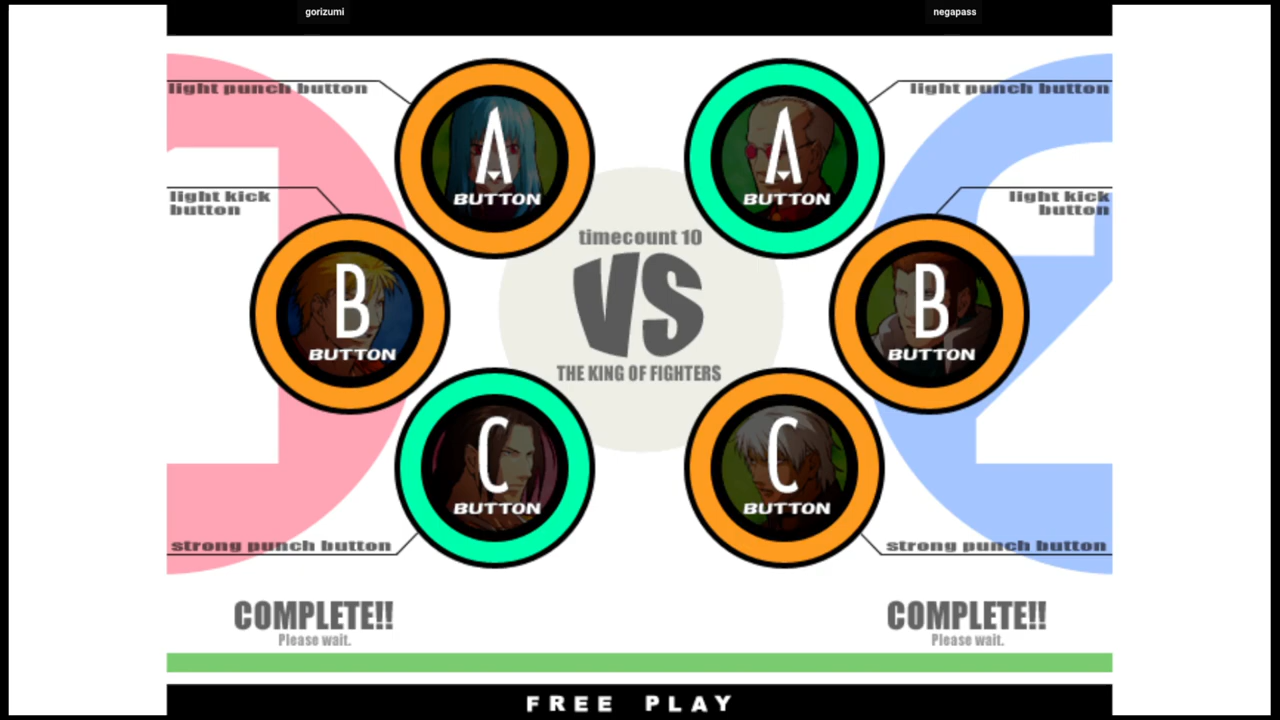 gorizumi
negapass
light punch button
light punch button
A
BUTTON
A
BUTTON
light kick
button
light kick
button
timecount 10
VS
THE KING OF FIGHTERS
B
BUTTON
B
BUTTON
C
BUTTON
C
BUTTON
strong punch button
strong punch button
COMPLETE!!
Please wait.
COMPLETE!!
Please wait.
FREE PLAY